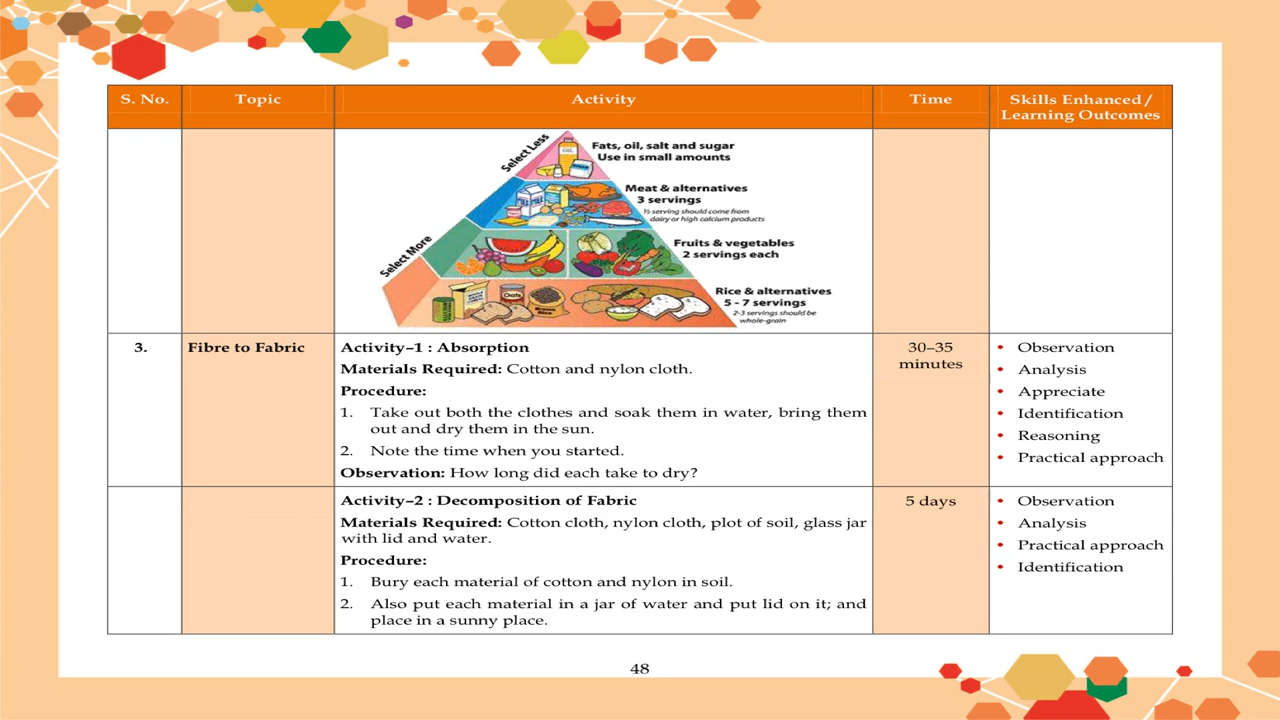 S. No.
Topic
Activity
Time
Skills Enhanced /
Learning Outcomes
Select Less
Select More
OIL
Fats, oil, salt and sugar
Use in small amounts
MILK MILK
Meat & alternatives
3 servings
½ serving should come from
dairy or high calcium products
Fruits & vegetables
2 servings each
Oats
Brown
Rice
Rice & alternatives
5 - 7 servings
2-3 servings should be
whole-grain
3.
Fibre to Fabric
Activity–1 : Absorption
Materials Required: Cotton and nylon cloth.
Procedure:
1. Take out both the clothes and soak them in water, bring them
out and dry them in the sun.
2. Note the time when you started.
Observation: How long did each take to dry?
30–35
minutes
• Observation
• Analysis
• Appreciate
• Identification
• Reasoning
• Practical approach
Activity–2 : Decomposition of Fabric
Materials Required: Cotton cloth, nylon cloth, plot of soil, glass jar
with lid and water.
Procedure:
1. Bury each material of cotton and nylon in soil.
2. Also put each material in a jar of water and put lid on it; and
place in a sunny place.
5 days
• Observation
• Analysis
• Practical approach
• Identification
48